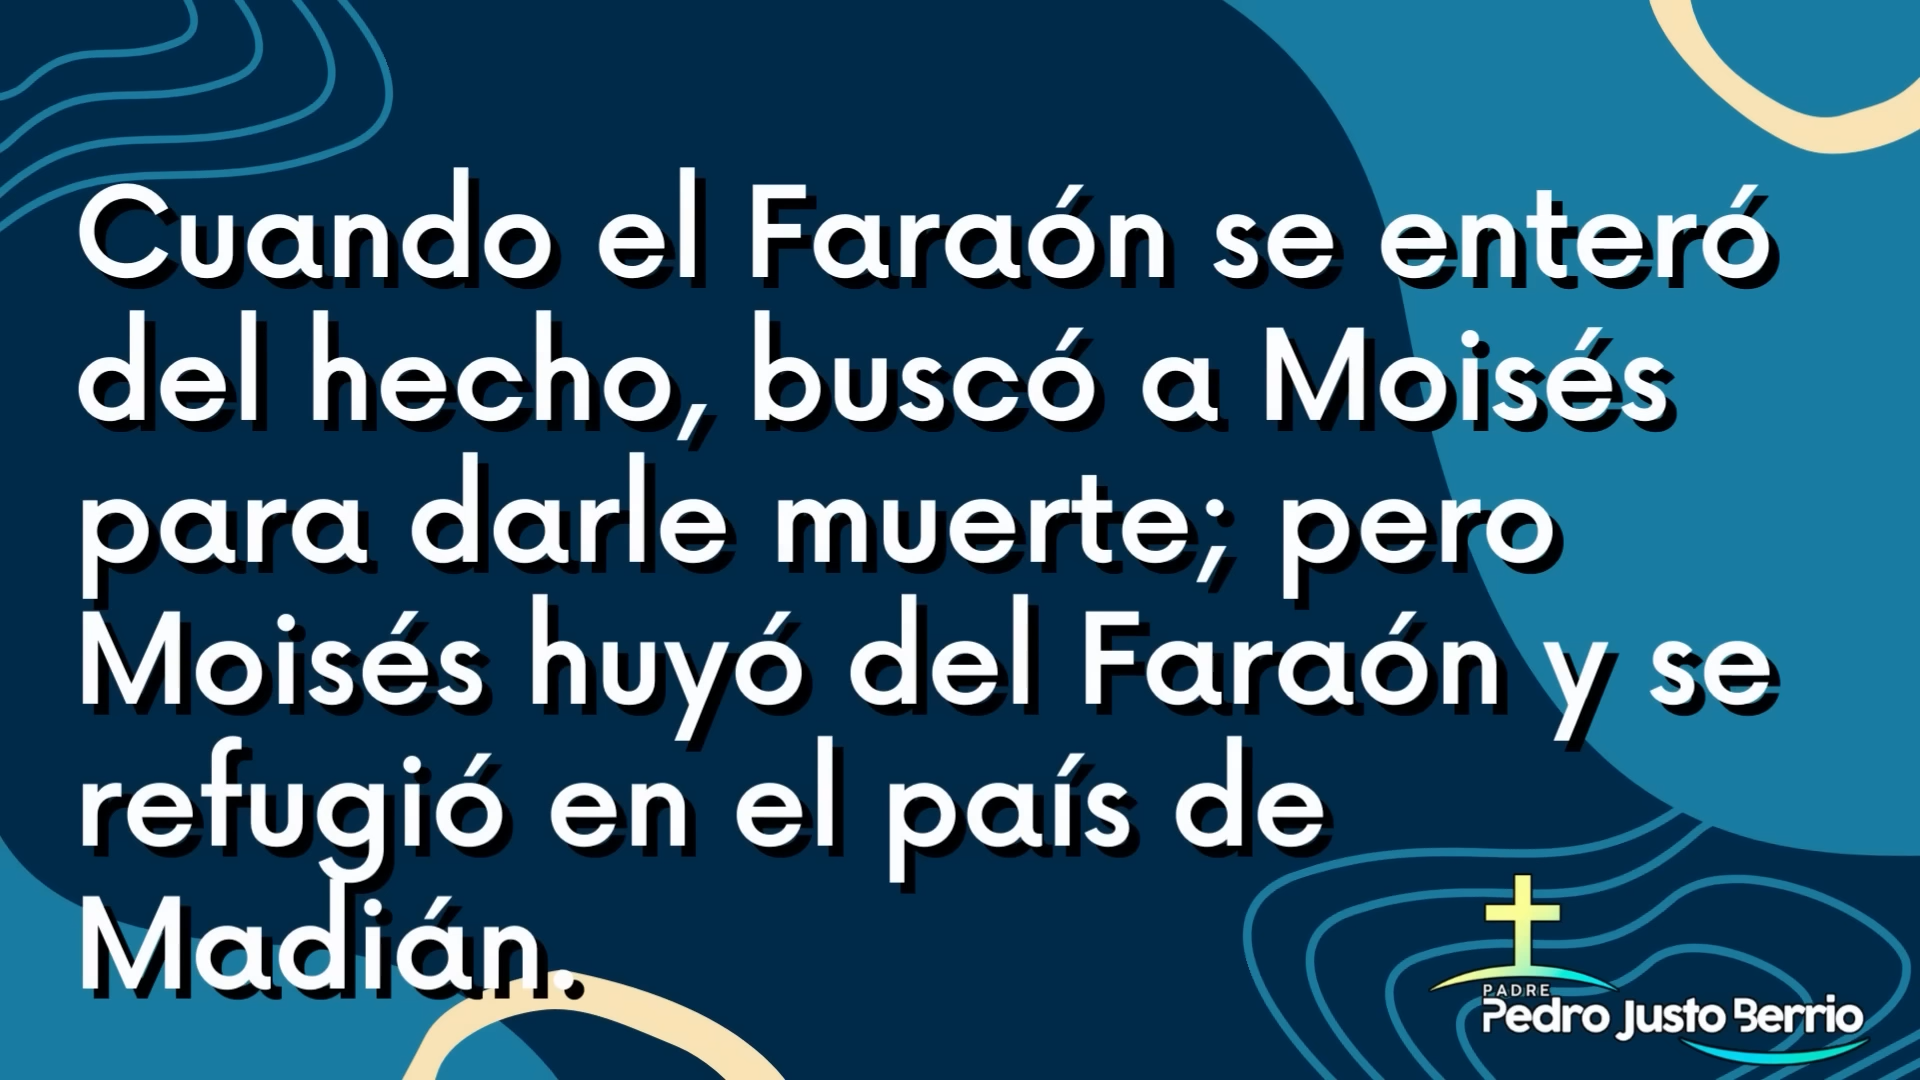 Cuando el Faraón se enteró
del hecho, buscó a Moisés
para darle muerte; pero
Moisés huyó del Faraón y se
refugió en el país de
Madián.
PADRE
Pedro Justo Berrio